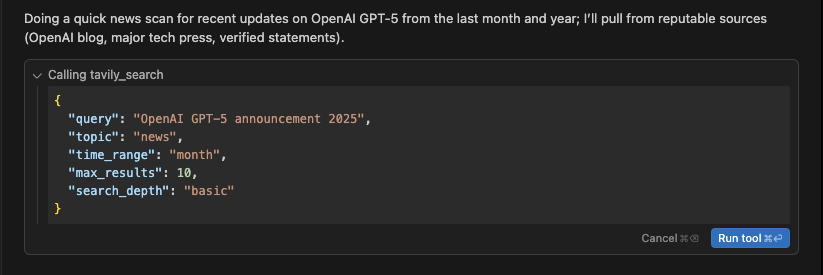 Doing a quick news scan for recent updates on OpenAI GPT-5 from the last month and year; I’ll pull from reputable sources
(OpenAI blog, major tech press, verified statements).
Calling tavily_search
{
"query": "OpenAI GPT-5 announcement 2025",
"topic": "news",
"time_range": "month",
"max_results": 10,
"search_depth": "basic"
}
Cancel ⌘⌫ Run tool ⌘↩